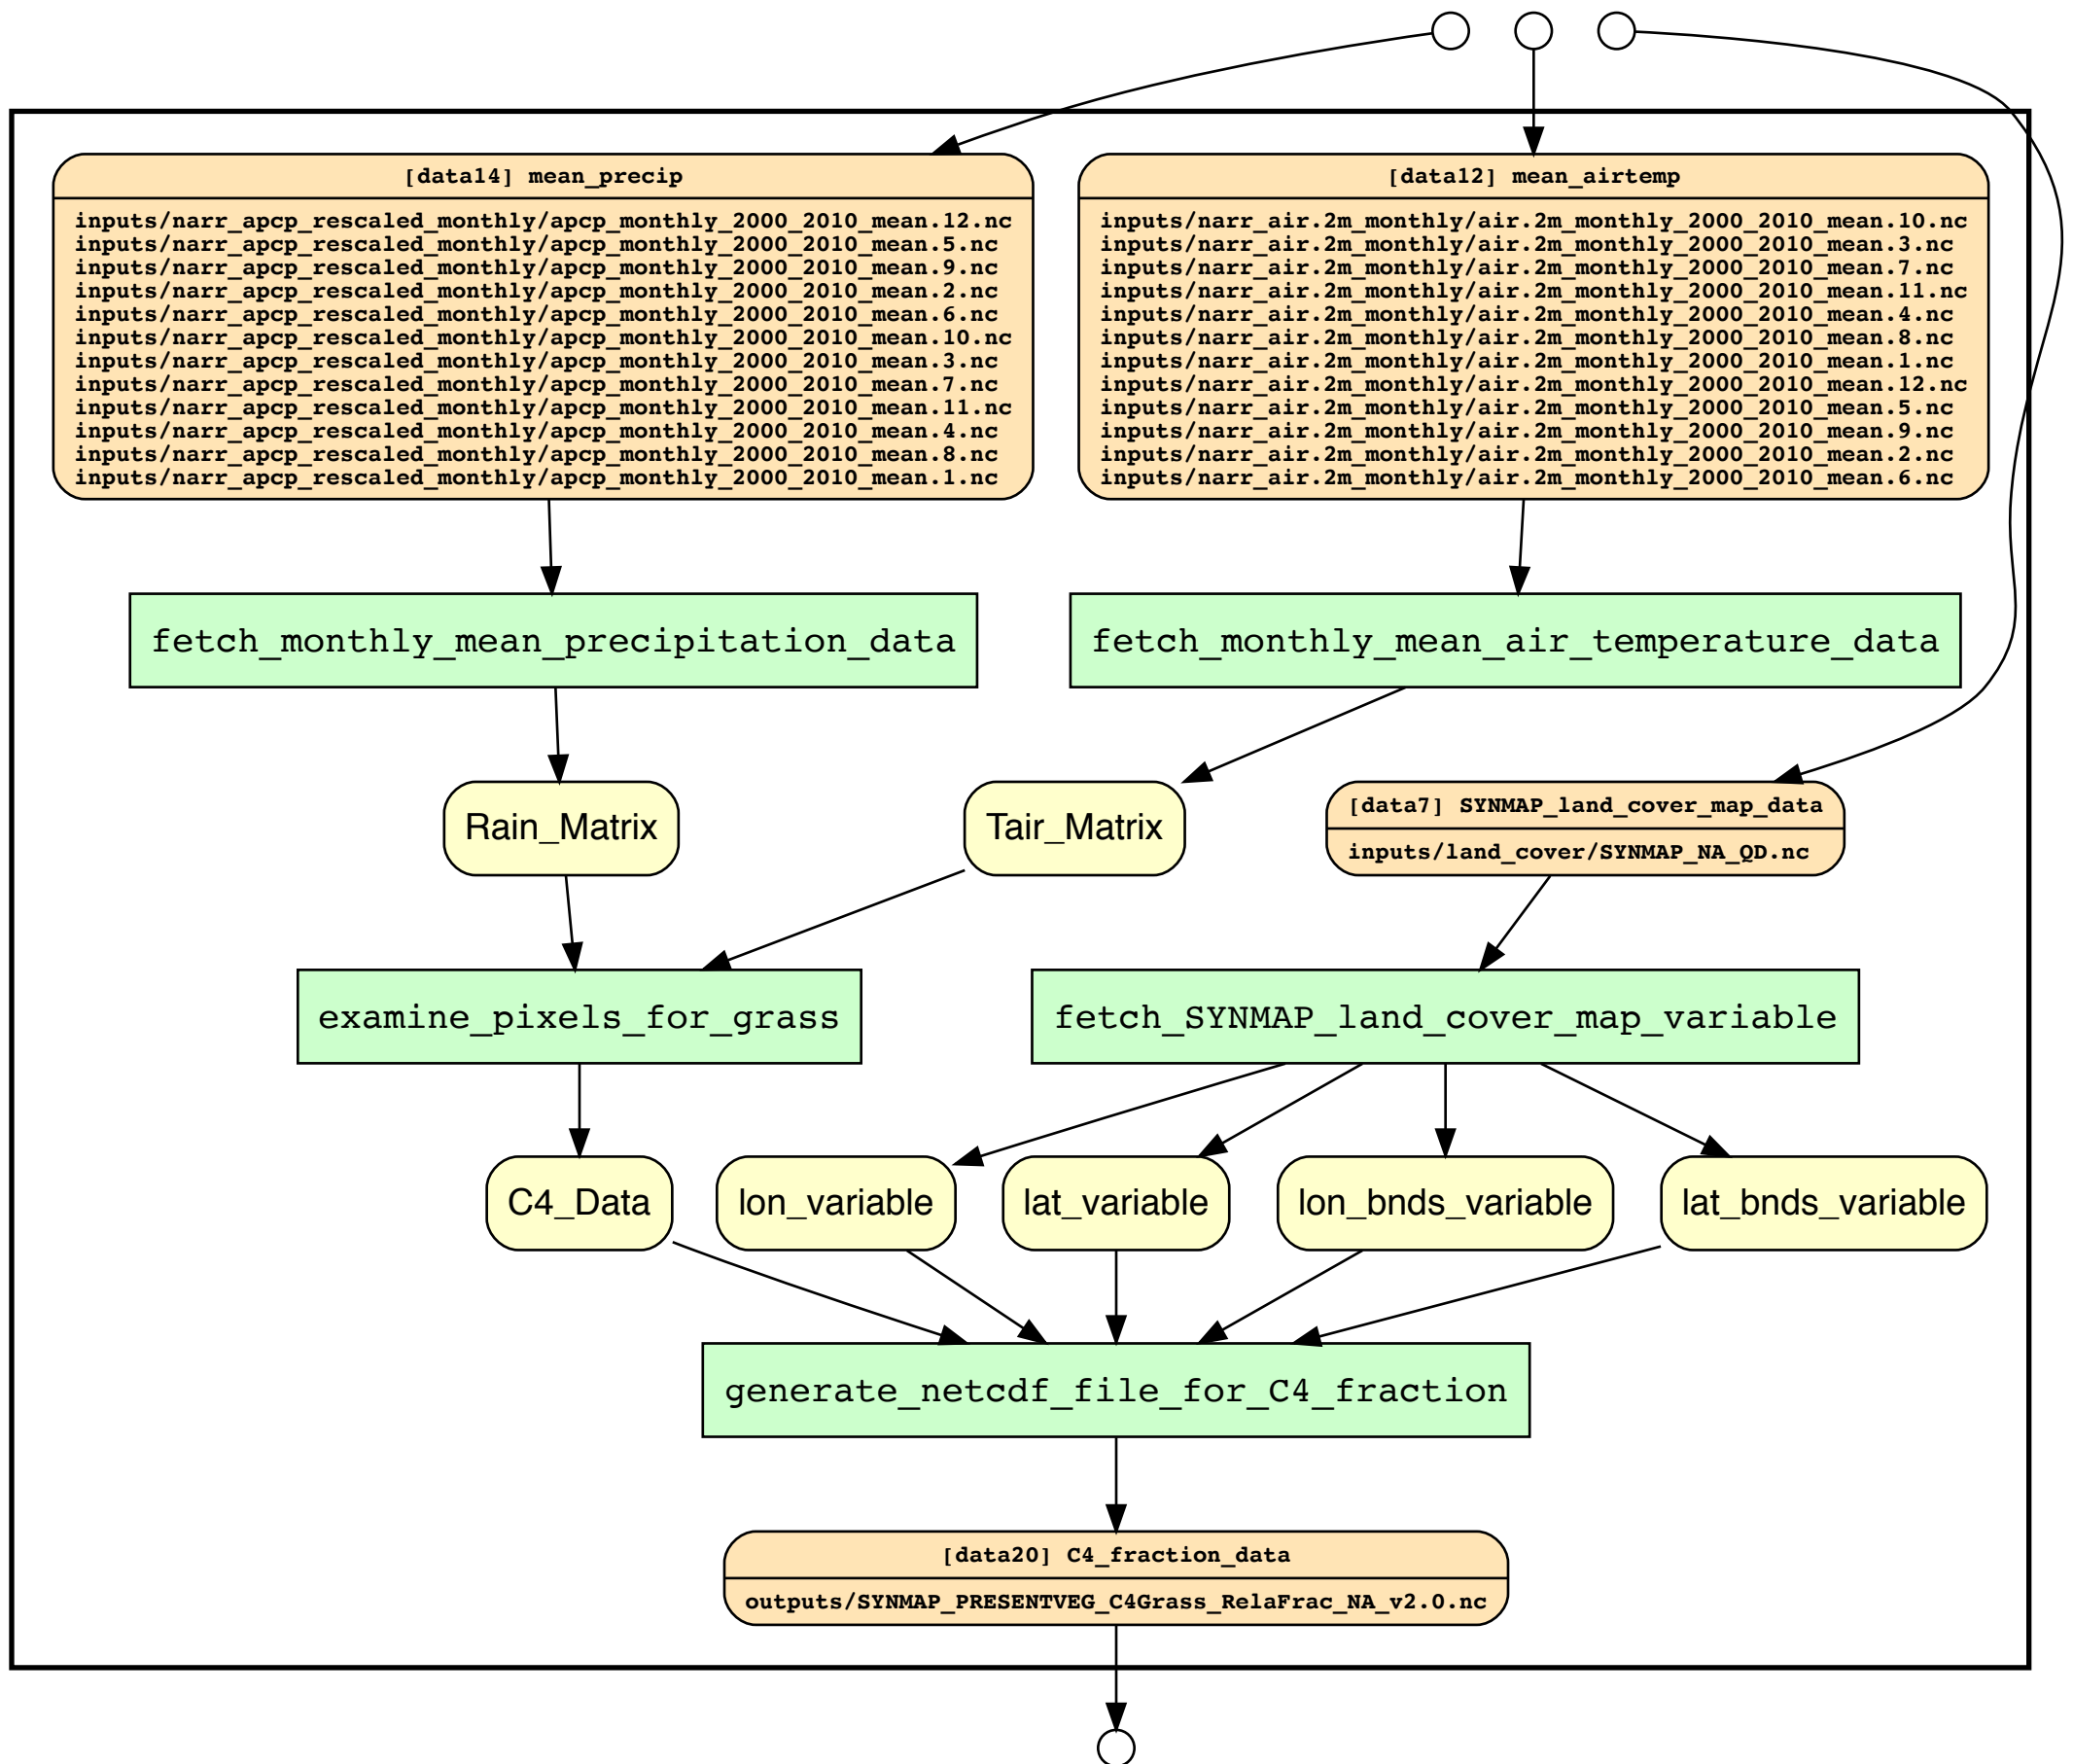 [data14] mean_precip
inputs/narr_apcp_rescaled_monthly/apcp_monthly_2000_2010_mean.12.nc
inputs/narr_apcp_rescaled_monthly/apcp_monthly_2000_2010_mean.5.nc
inputs/narr_apcp_rescaled_monthly/apcp_monthly_2000_2010_mean.9.nc
inputs/narr_apcp_rescaled_monthly/apcp_monthly_2000_2010_mean.2.nc
inputs/narr_apcp_rescaled_monthly/apcp_monthly_2000_2010_mean.6.nc
inputs/narr_apcp_rescaled_monthly/apcp_monthly_2000_2010_mean.10.nc
inputs/narr_apcp_rescaled_monthly/apcp_monthly_2000_2010_mean.3.nc
inputs/narr_apcp_rescaled_monthly/apcp_monthly_2000_2010_mean.7.nc
inputs/narr_apcp_rescaled_monthly/apcp_monthly_2000_2010_mean.11.nc
inputs/narr_apcp_rescaled_monthly/apcp_monthly_2000_2010_mean.4.nc
inputs/narr_apcp_rescaled_monthly/apcp_monthly_2000_2010_mean.8.nc
inputs/narr_apcp_rescaled_monthly/apcp_monthly_2000_2010_mean.1.nc
[data12] mean_airtemp
inputs/narr_air.2m_monthly/air.2m_monthly_2000_2010_mean.10.nc
inputs/narr_air.2m_monthly/air.2m_monthly_2000_2010_mean.3.nc
inputs/narr_air.2m_monthly/air.2m_monthly_2000_2010_mean.7.nc
inputs/narr_air.2m_monthly/air.2m_monthly_2000_2010_mean.11.nc
inputs/narr_air.2m_monthly/air.2m_monthly_2000_2010_mean.4.nc
inputs/narr_air.2m_monthly/air.2m_monthly_2000_2010_mean.8.nc
inputs/narr_air.2m_monthly/air.2m_monthly_2000_2010_mean.1.nc
inputs/narr_air.2m_monthly/air.2m_monthly_2000_2010_mean.12.nc
inputs/narr_air.2m_monthly/air.2m_monthly_2000_2010_mean.5.nc
inputs/narr_air.2m_monthly/air.2m_monthly_2000_2010_mean.9.nc
inputs/narr_air.2m_monthly/air.2m_monthly_2000_2010_mean.2.nc
inputs/narr_air.2m_monthly/air.2m_monthly_2000_2010_mean.6.nc
fetch_monthly_mean_precipitation_data
fetch_monthly_mean_air_temperature_data
Rain_Matrix
Tair_Matrix
[data7] SYNMAP_land_cover_map_data
inputs/land_cover/SYNMAP_NA_QD.nc
examine_pixels_for_grass
fetch_SYNMAP_land_cover_map_variable
C4_Data
lon_variable
lat_variable
lon_bnds_variable
lat_bnds_variable
generate_netcdf_file_for_C4_fraction
[data20] C4_fraction_data
outputs/SYNMAP_PRESENTVEG_C4Grass_RelaFrac_NA_v2.0.nc